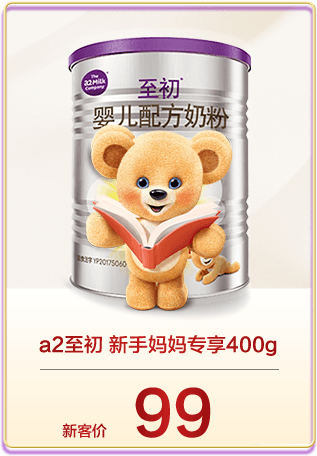 The
a2 Milk
Company
至初
婴儿配方奶粉
YP20175060
a2至初 新手妈妈专享400g
新客价 99